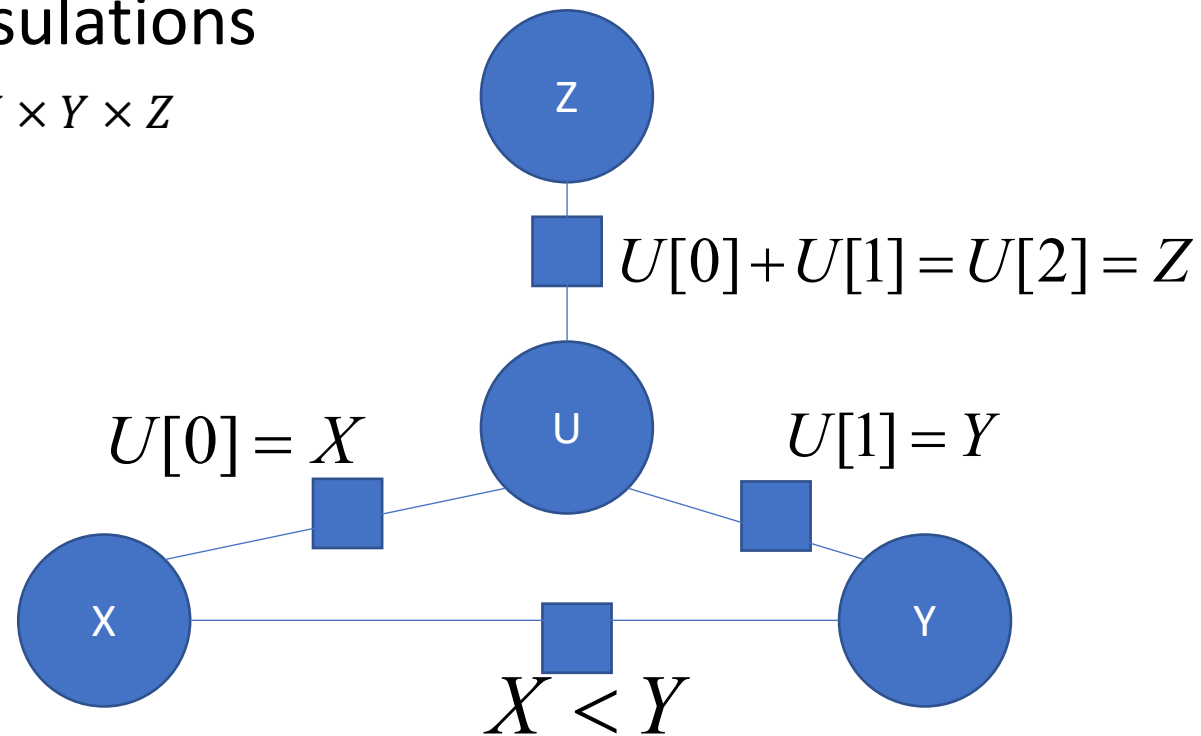 sulations
× Y × Z
Z
U[0]+U[1]=U[2]=Z
U[0]=X
U
U[1]=Y
X
Y
X<Y